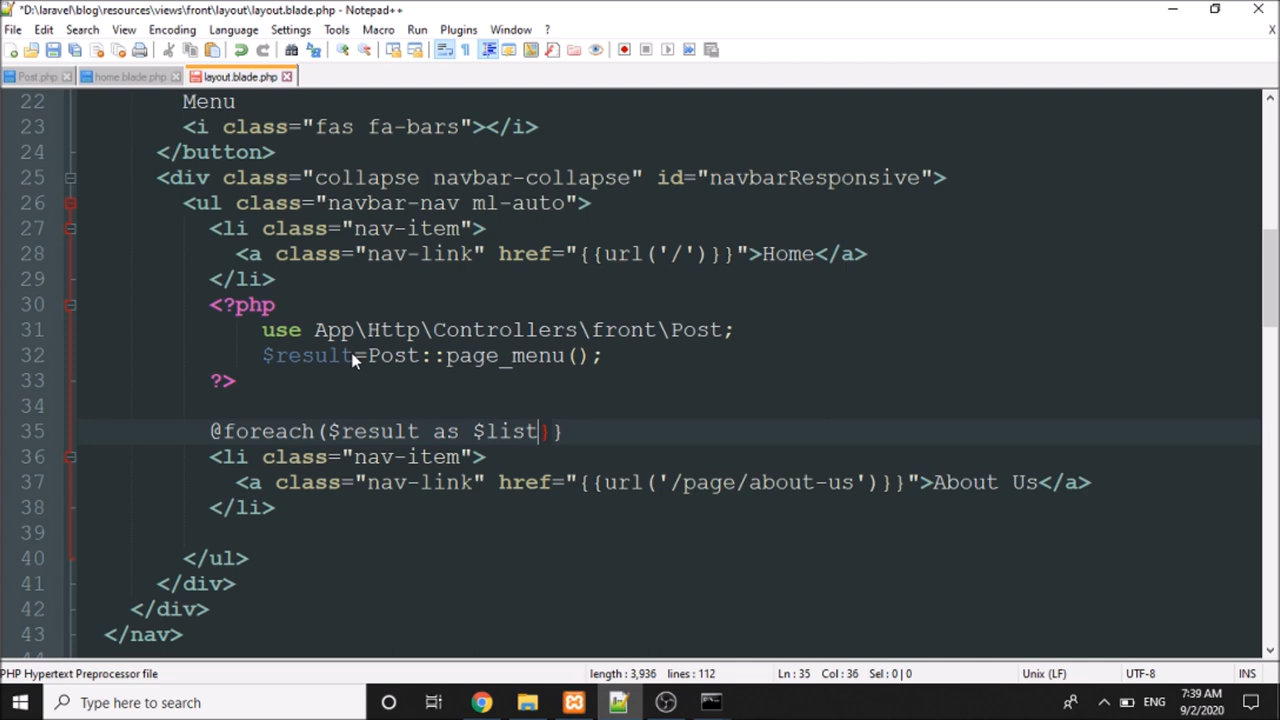 *D:\laravel\blog\resources\views\front\layout\layout.blade.php - Notepad++
File Edit Search View Encoding Language Settings Tools Macro Run Plugins Window ?
X
Post.php home.blade.php layout.blade.php
22 Menu
23 <i class="fas fa-bars"></i>
24 </button>
25 <div class="collapse navbar-collapse" id="navbarResponsive">
26 <ul class="navbar-nav ml-auto">
27 <li class="nav-item">
28 <a class="nav-link" href="{{url('/')}}">Home</a>
29 </li>
30 <?php
31 use App\Http\Controllers\front\Post;
32 $result=Post::page_menu();
33 ?>
34
35 @foreach($result as $list}}
36 <li class="nav-item">
37 <a class="nav-link" href="{{url('/page/about-us')}}">About Us</a>
38 </li>
39
40 </ul>
41 </div>
42 </div>
43 </nav>
PHP Hypertext Preprocessor file length : 3,936 lines : 112 Ln : 35 Col : 36 Sel : 0 | 0 Unix (LF) UTF-8 INS
Type here to search ENG 7:39 AM
9/2/2020